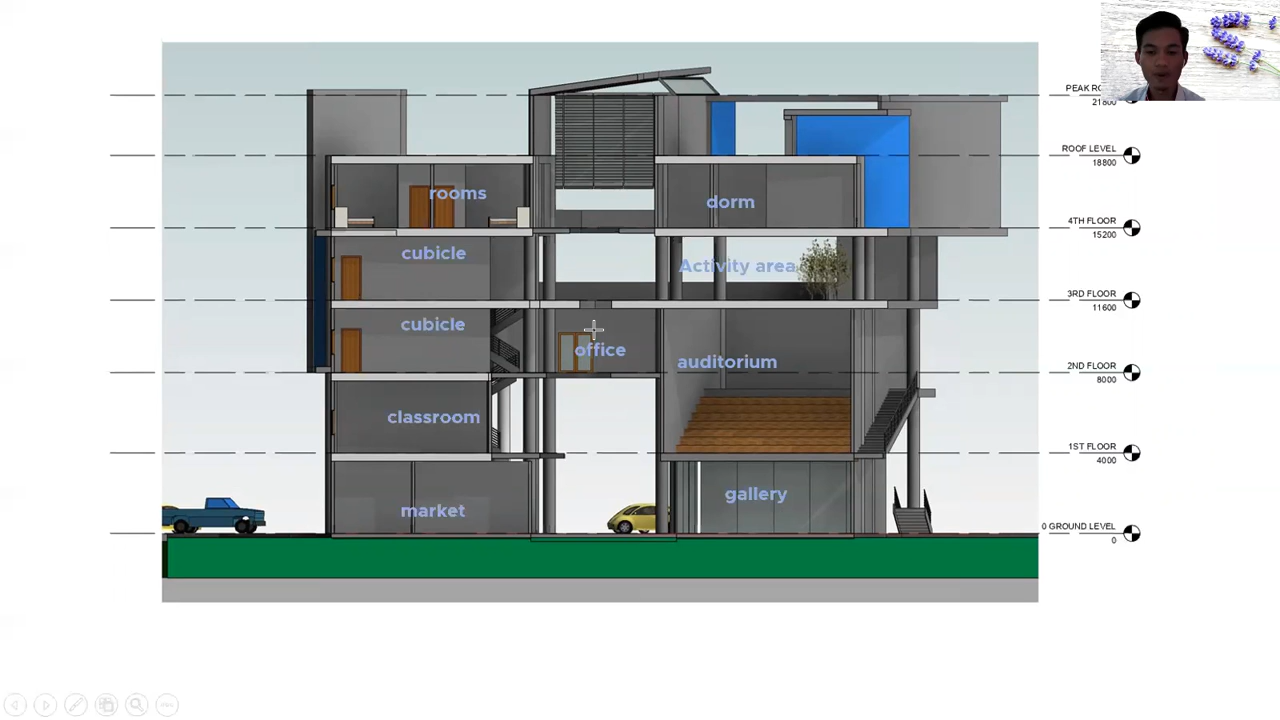 PEAK RO
21800
ROOF LEVEL
18800
rooms
dorm
4TH FLOOR
15200
cubicle
Activity area
3RD FLOOR
11600
cubicle
office
auditorium
2ND FLOOR
8000
classroom
1ST FLOOR
4000
gallery
market
0 GROUND LEVEL
0